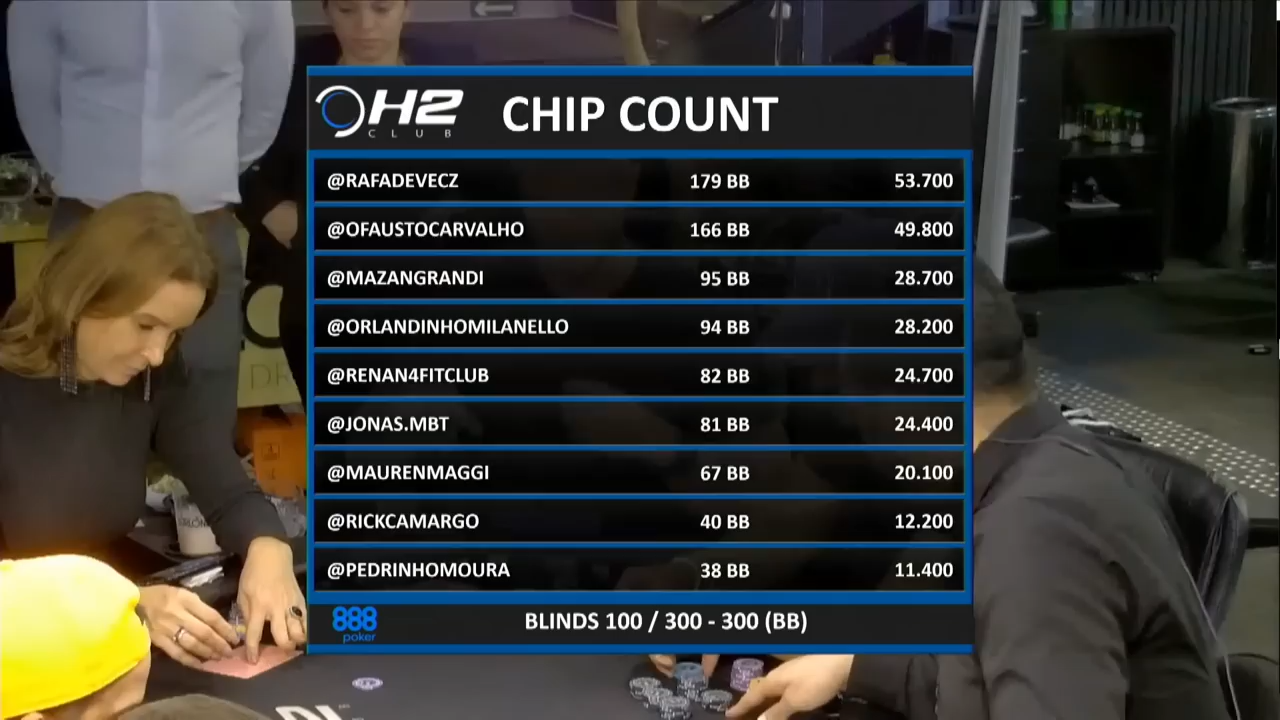 H2 CLUB CHIP COUNT
@RAFADEVECZ 179 BB 53.700
@OFAUSTOCARVALHO 166 BB 49.800
@MAZANGRANDI 95 BB 28.700
@ORLANDINHOMILANELLO 94 BB 28.200
@RENAN4FITCLUB 82 BB 24.700
@JONAS.MBT 81 BB 24.400
@MAURENMAGGI 67 BB 20.100
@RICKCAMARGO 40 BB 12.200
@PEDRINHOMOURA 38 BB 11.400
888 poker BLINDS 100 / 300 - 300 (BB)